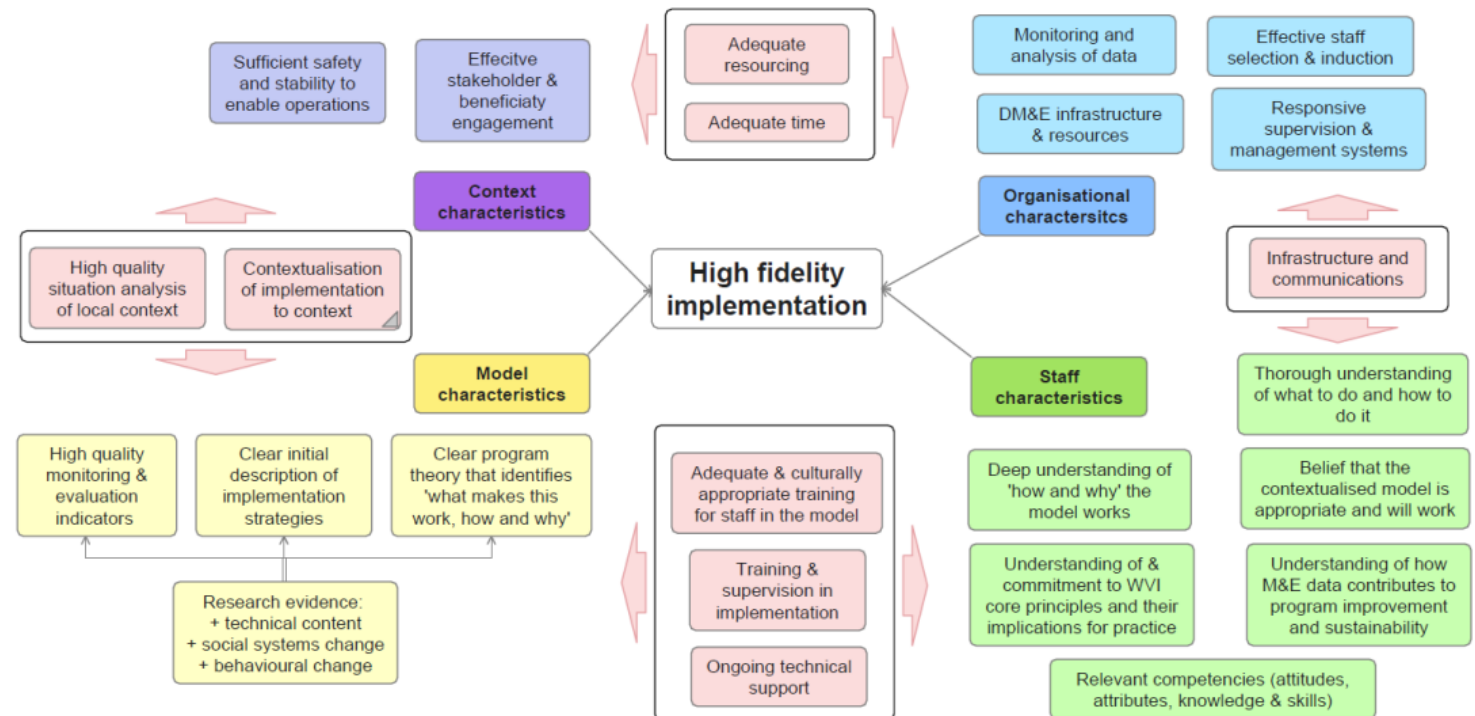 Sufficient safety
and stability to
enable operations
Effecitve
stakeholder &
beneficiaty
engagement
Adequate
resourcing
Adequate time
Monitoring and
analysis of data
Effective staff
selection & induction
DM&E infrastructure
& resources
Responsive
supervision &
management systems
Context
characteristics
Organisational
charactersitcs
High quality
situation analysis
of local context
Contextualisation
of implementation
to context
High fidelity
implementation
Infrastructure and
communications
Model
characteristics
Staff
characteristics
Thorough understanding
of what to do and how to
do it
High quality
monitoring &
evaluation
indicators
Clear initial
description of
implementation
strategies
Clear program
theory that identifies
'what makes this
work, how and why'
Adequate & culturally
appropriate training
for staff in the model
Deep understanding of
'how and why' the
model works
Belief that the
contextualised model is
appropriate and will work
Research evidence:
+ technical content
+ social systems change
+ behavioural change
Training &
supervision in
implementation
Understanding of &
commitment to WVI
core principles and their
implications for practice
Understanding of how
M&E data contributes to
program improvement
and sustainability
Ongoing technical
support
Relevant competencies (attitudes,
attributes, knowledge & skills)